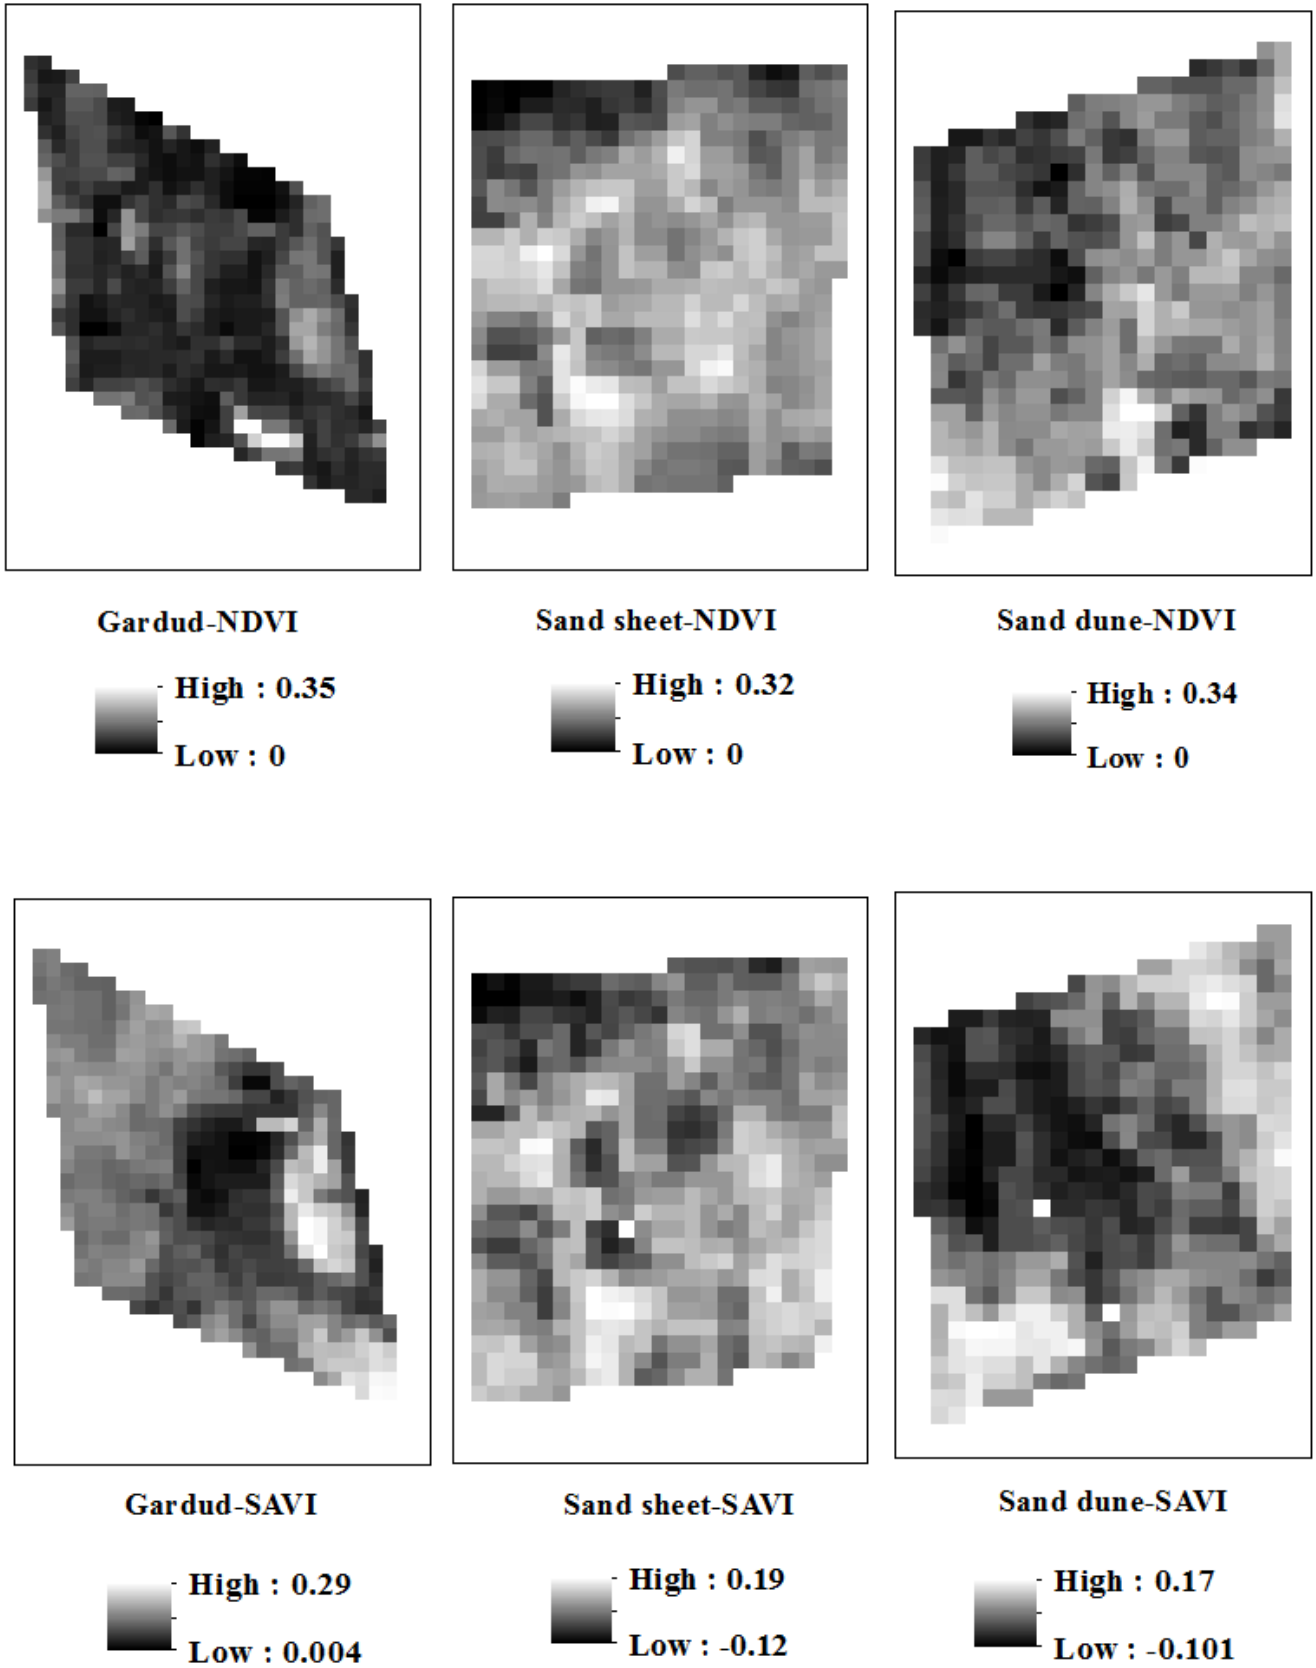 Gardud-NDVI
High : 0.35
Low : 0
Sand sheet-NDVI
High : 0.32
Low : 0
Sand dune-NDVI
High : 0.34
Low : 0
Gardud-SAVI
High : 0.29
Low : 0.004
Sand sheet-SAVI
High : 0.19
Low : -0.12
Sand dune-SAVI
High : 0.17
Low : -0.101